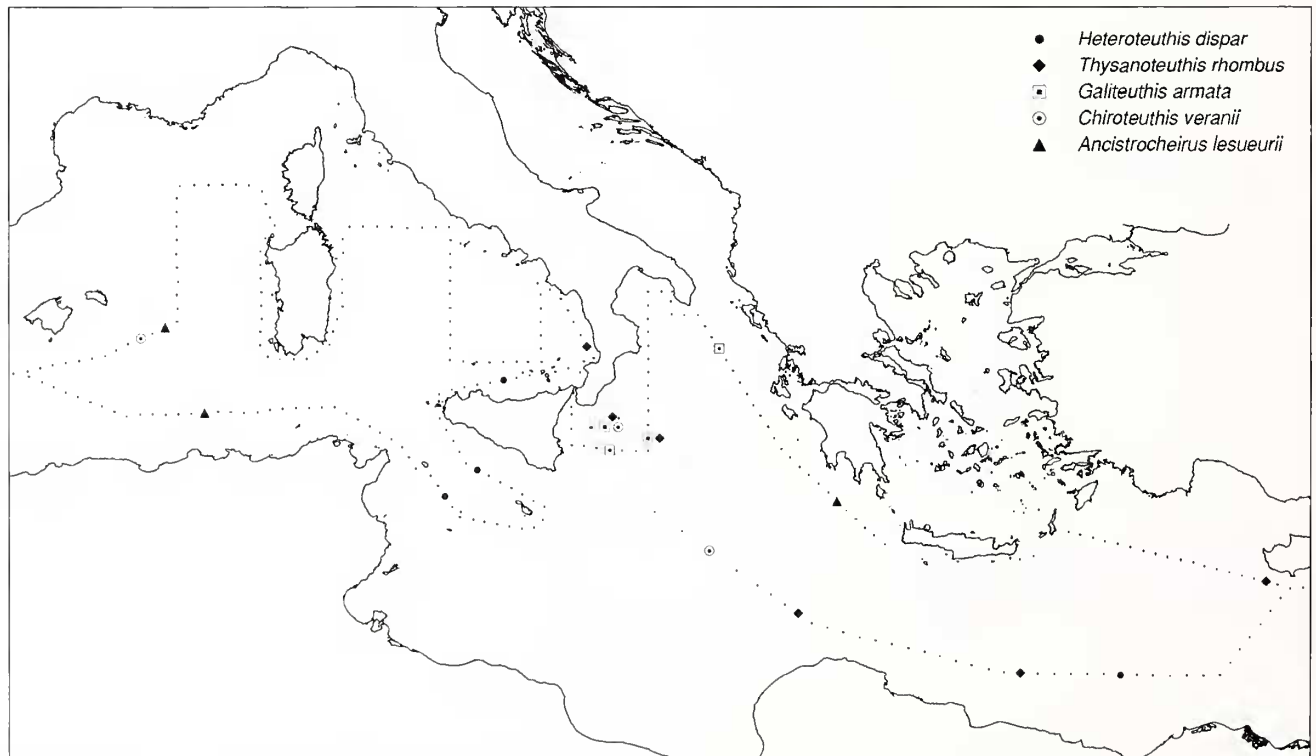 Heteroteuthis dispar
Thysanoteuthis rhombus
Galiteuthis armata
Chiroteuthis veranii
Ancistrocheirus lesueurii